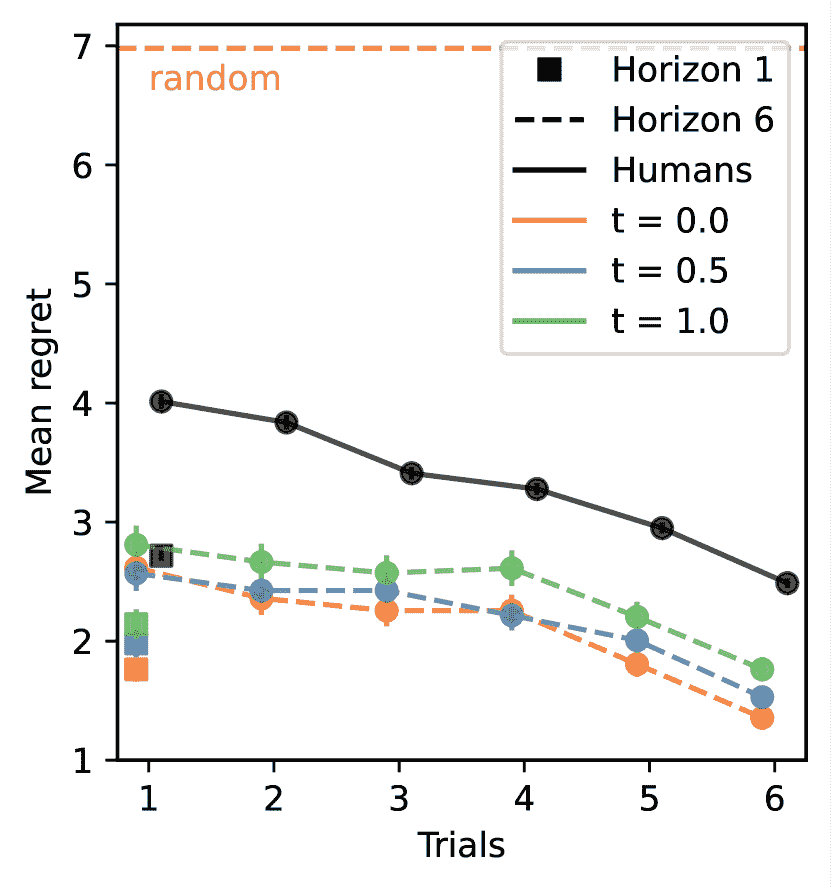 7
random
6
5
4
3
2
1
Mean regret
Horizon 1
Horizon 6
Humans
t = 0.0
t = 0.5
t = 1.0
1 2 3 4 5 6
Trials